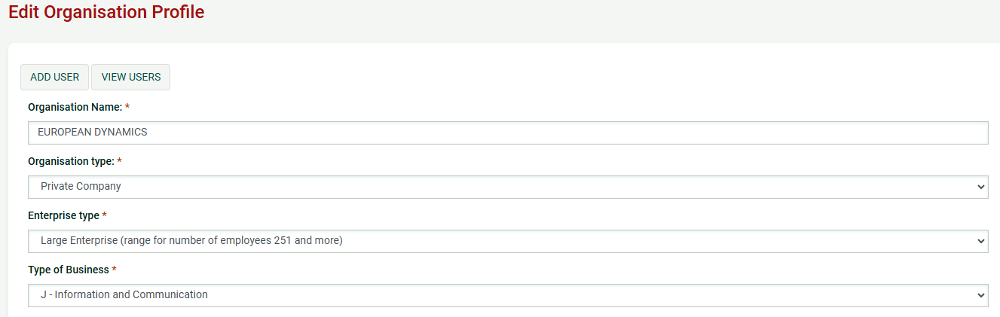 Edit Organisation Profile
ADD USER VIEW USERS
Organisation Name: *
EUROPEAN DYNAMICS
Organisation type: *
Private Company
Enterprise type *
Large Enterprise (range for number of employees 251 and more)
Type of Business *
J - Information and Communication